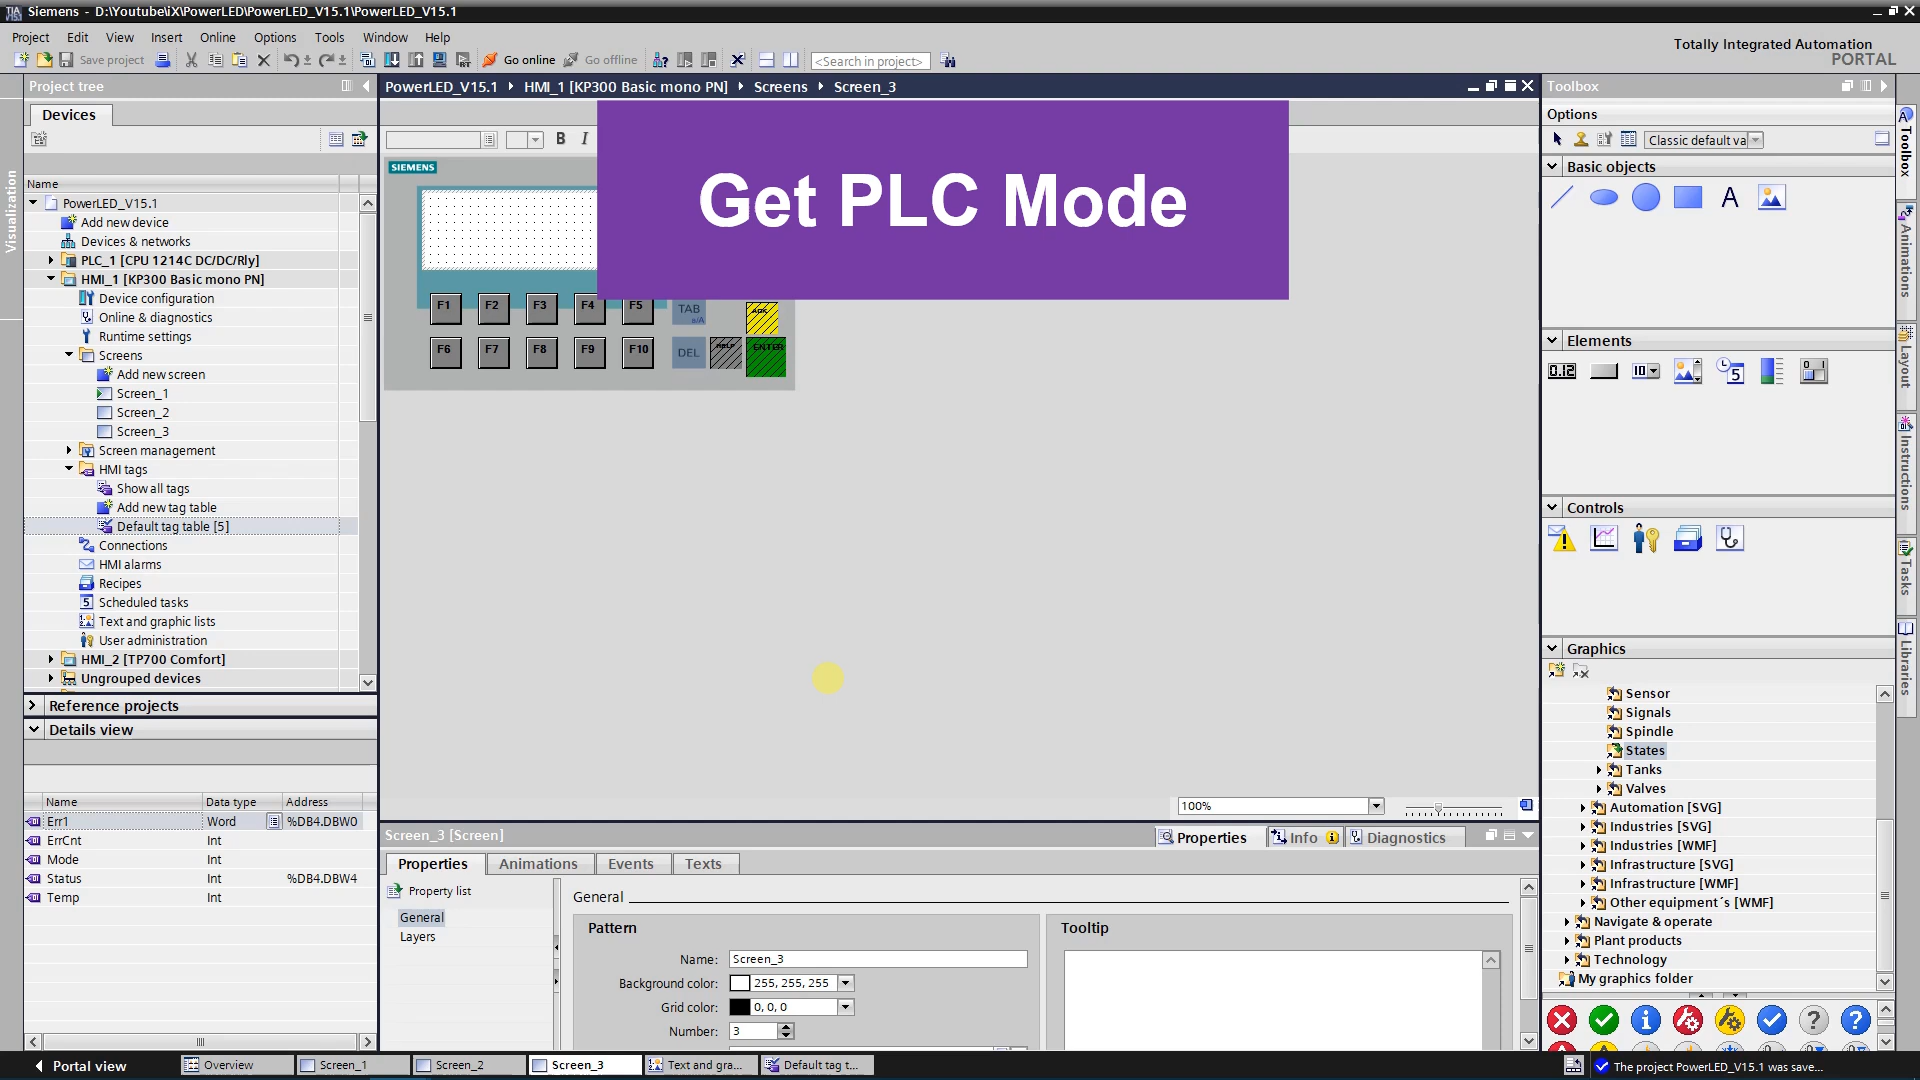 Siemens - D:\Youtube\iX\PowerLED\PowerLED_V15.1\PowerLED_V15.1
Project Edit View Insert Online Options Tools Window Help
Totally Integrated Automation
PORTAL
Save project
Go online
Go offline
<Search in project>
Project tree
PowerLED_V15.1 HMI_1 [KP300 Basic mono PN] Screens Screen_3
Toolbox
Devices
Options
B I
Classic default va
Get PLC Mode
SIEMENS
Basic objects
A
Name
PowerLED_V15.1
Add new device
Devices & networks
PLC_1 [CPU 1214C DC/DC/Rly]
HMI_1 [KP300 Basic mono PN]
Device configuration
Online & diagnostics
Runtime settings
Screens
Add new screen
Screen_1
Screen_2
Screen_3
Screen management
HMI tags
Show all tags
Add new tag table
Default tag table [5]
Connections
HMI alarms
Recipes
Scheduled tasks
Text and graphic lists
User administration
HMI_2 [TP700 Comfort]
Ungrouped devices
F1 F2 F3 F4 F5 TAB
F6 F7 F8 F9 F10 DEL HELP ENTER
Elements
0.12
10
5
Controls
Graphics
Sensor
Signals
Spindle
States
Tanks
Valves
Automation [SVG]
Industries [SVG]
Industries [WMF]
Infrastructure [SVG]
Infrastructure [WMF]
Other equipment´s [WMF]
Navigate & operate
Plant products
Technology
My graphics folder
Visualization
Toolbox
Animations
Layout
Instructions
Tasks
Libraries
Reference projects
Details view
Name Data type Address
Err1 Word %DB4.DBW0
ErrCnt Int
Mode Int
Status Int %DB4.DBW4
Temp Int
100%
Screen_3 [Screen]
Properties Info Diagnostics
Properties Animations Events Texts
Property list
General
Layers
General
Pattern
Name: Screen_3
Background color: 255, 255, 255
Grid color: 0, 0, 0
Number: 3
Tooltip
Portal view
Overview
Screen_1
Screen_2
Screen_3
Text and gra...
Default tag t...
The project PowerLED_V15.1 was save...